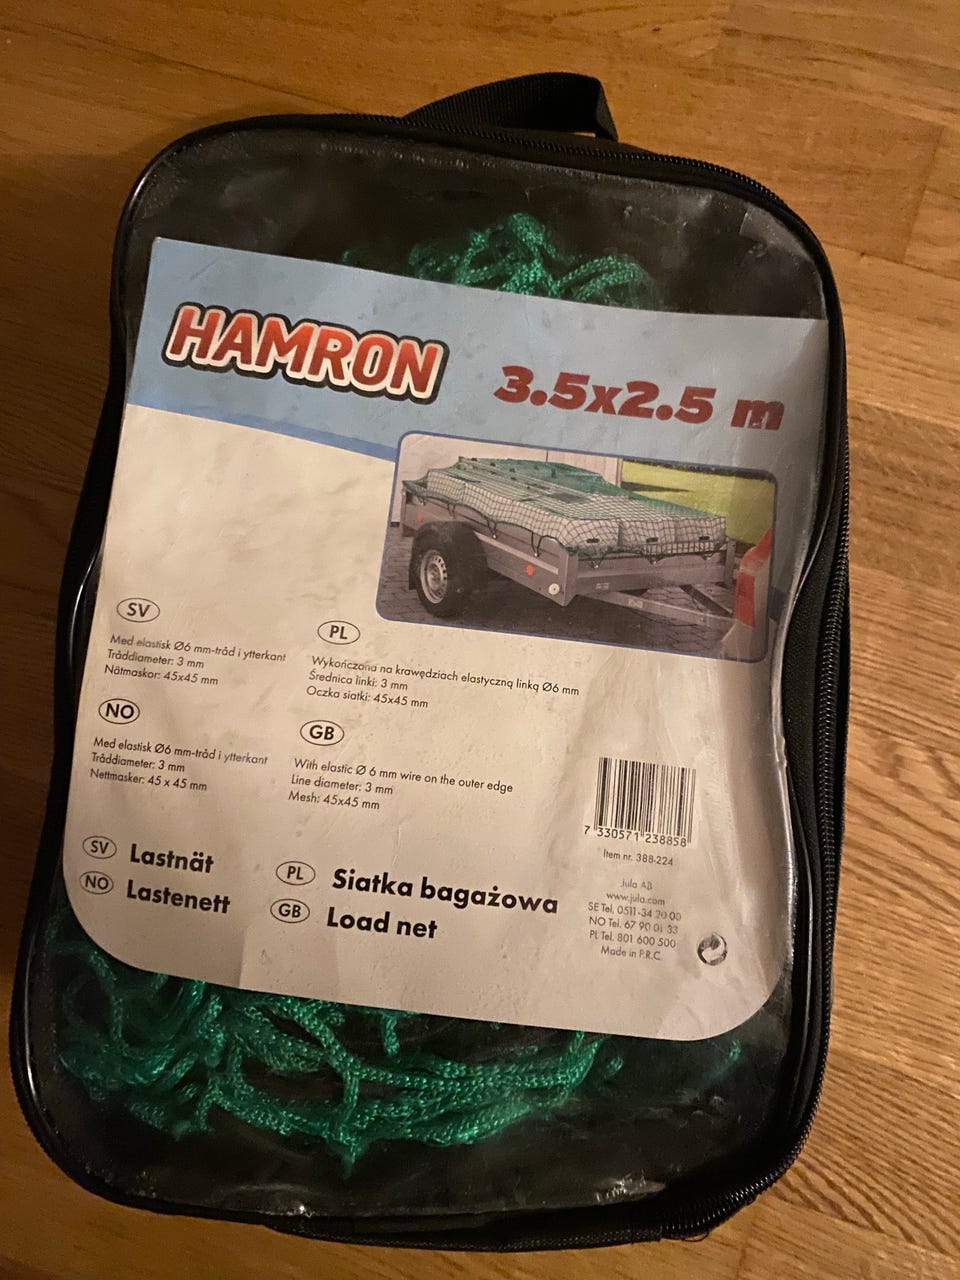 HAMRON
3.5x2.5 m
SV
Med elastisk Ø6 mm-tråd i ytterkant
Tråddiameter: 3 mm
Nätmaskor: 45x45 mm
PL
Wykończona na krawędziach elastyczną linką Ø6 mm
Średnica linki: 3 mm
Oczka siatki: 45x45 mm
NO
Med elastisk Ø6 mm-tråd i ytterkant
Tråddiameter: 3 mm
Nettmasker: 45 x 45 mm
GB
With elastic Ø 6 mm wire on the outer edge
Line diameter: 3 mm
Mesh: 45x45 mm
SV Lastnät
NO Lastenett
PL Siatka bagażowa
GB Load net
7 330571 238858
Item nr. 388-224
Jula AB
www.jula.com
SE Tel. 0511-34 20 00
NO Tel. 67 90 01 33
PL Tel. 801 600 500
Made in P.R.C.